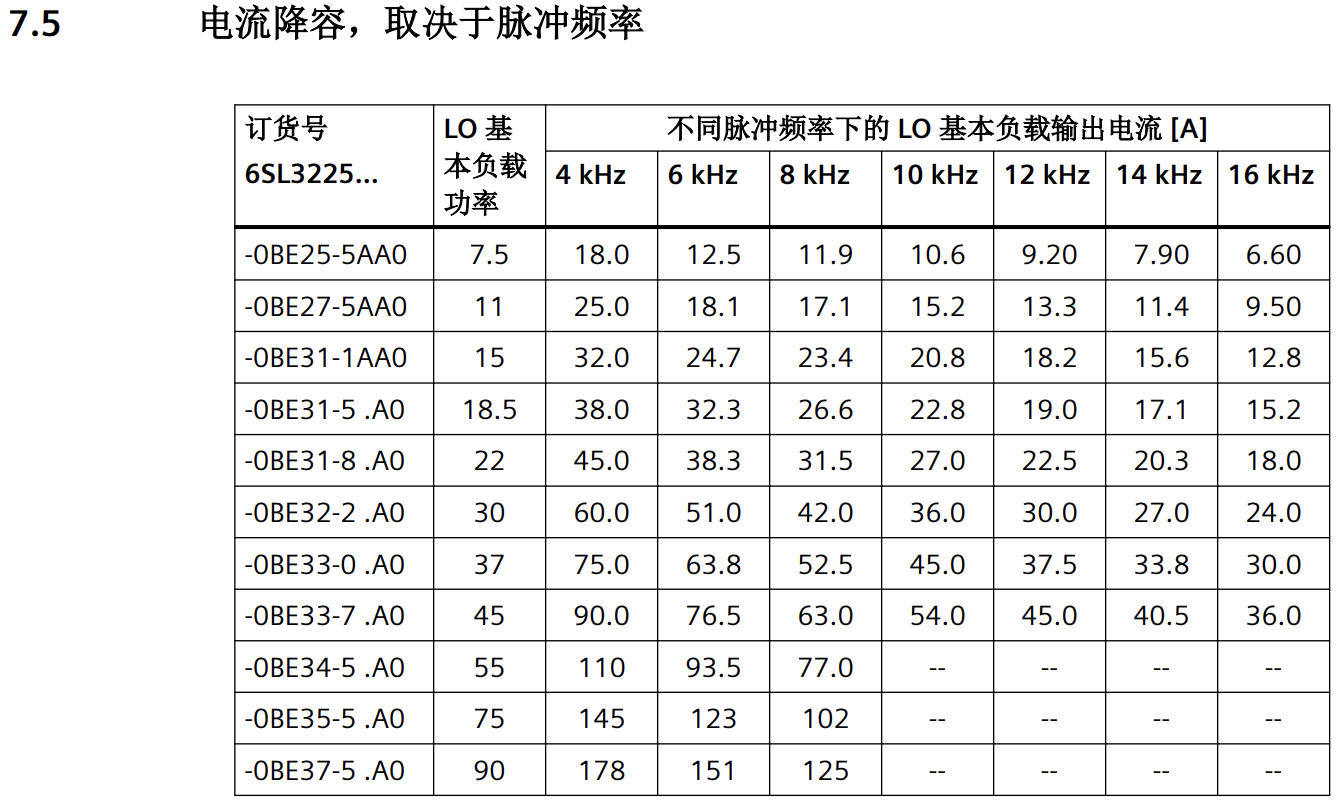 7.5 电流降容，取决于脉冲频率
订货号 LO 基 不同脉冲频率下的 LO 基本负载输出电流 [A]
6SL3225... 本负载 4 kHz 6 kHz 8 kHz 10 kHz 12 kHz 14 kHz 16 kHz
功率
-0BE25-5AA0 7.5 18.0 12.5 11.9 10.6 9.20 7.90 6.60
-0BE27-5AA0 11 25.0 18.1 17.1 15.2 13.3 11.4 9.50
-0BE31-1AA0 15 32.0 24.7 23.4 20.8 18.2 15.6 12.8
-0BE31-5 .A0 18.5 38.0 32.3 26.6 22.8 19.0 17.1 15.2
-0BE31-8 .A0 22 45.0 38.3 31.5 27.0 22.5 20.3 18.0
-0BE32-2 .A0 30 60.0 51.0 42.0 36.0 30.0 27.0 24.0
-0BE33-0 .A0 37 75.0 63.8 52.5 45.0 37.5 33.8 30.0
-0BE33-7 .A0 45 90.0 76.5 63.0 54.0 45.0 40.5 36.0
-0BE34-5 .A0 55 110 93.5 77.0 -- -- -- --
-0BE35-5 .A0 75 145 123 102 -- -- -- --
-0BE37-5 .A0 90 178 151 125 -- -- -- --